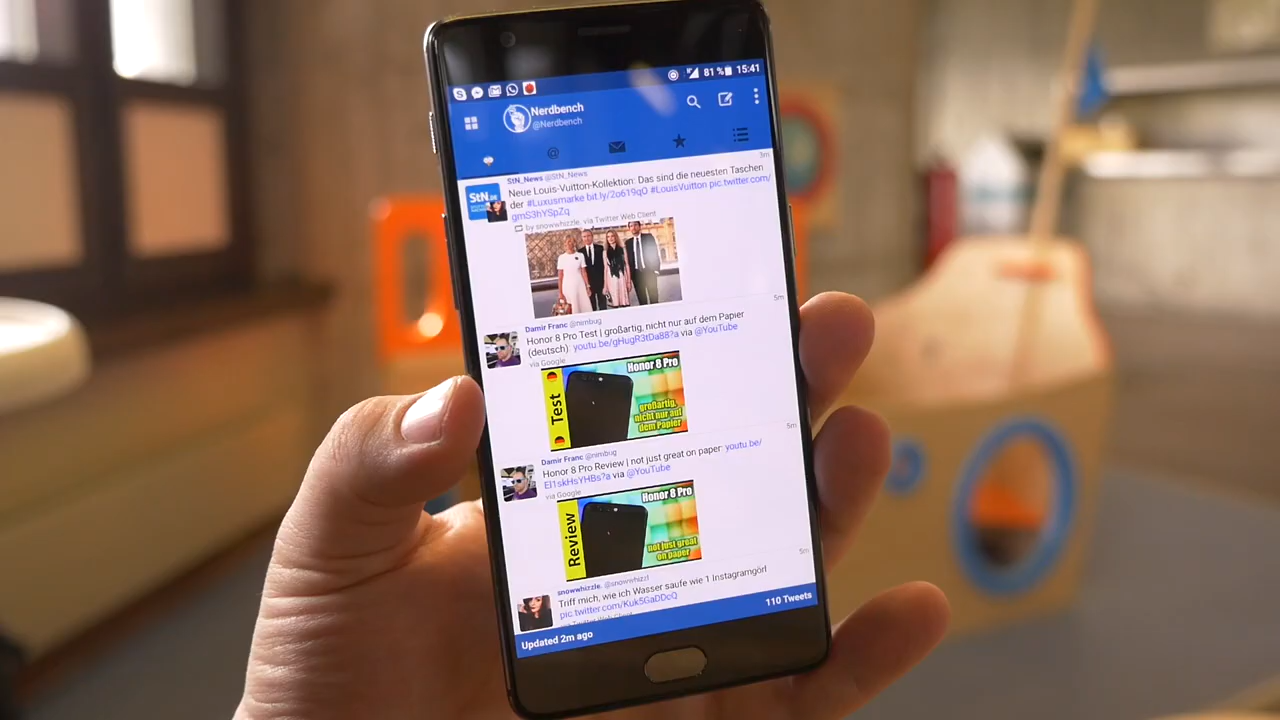 81 % 15:41
Nerdbench
@Nerdbench
3m
StN_News @StN_News
StN
Neue Louis-Vuitton-Kollektion: Das sind die neuesten Taschen
der #Luxusmarke bit.ly/2o619qO #LouisVuitton pic.twitter.com/
gmS3hYSpZq
by snowwhizzle, via Twitter Web Client
5m
Damir Franc @nimbug
Honor 8 Pro Test | großartig, nicht nur auf dem Papier
(deutsch): youtu.be/gHugR3tDa88?a via @YouTube
via Google
Honor 8 Pro
Test
großartig,
nicht nur auf
dem Papier
5m
Damir Franc @nimbug
Honor 8 Pro Review | not just great on paper: youtu.be/
EI1skHsYHBs?a via @YouTube
via Google
Honor 8 Pro
Review
not just great
on paper
5m
snowwhizzle. @snowwhizzl
Triff mich, wie ich Wasser saufe wie 1 Instagramgörl
pic.twitter.com/Kuk5GaDDcQ
Updated 2m ago
110 Tweets